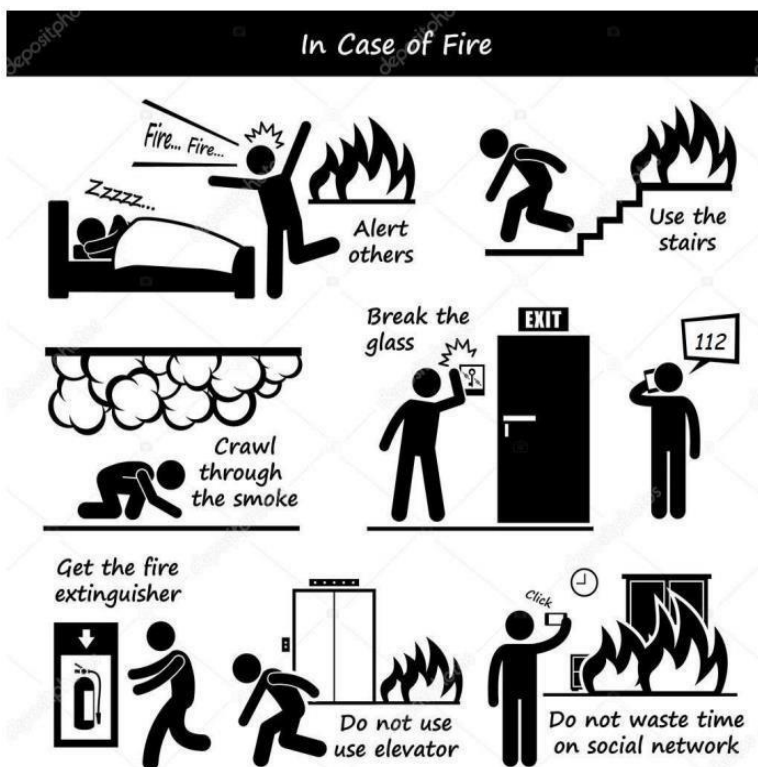 In Case of Fire
Fire... Fire...
Zzzzz...
Alert
others
Use the
stairs
Break the
glass
EXIT
112
Crawl
through
the smoke
Get the fire
extinguisher
Do not use
use elevator
Click
Do not waste time
on social network
depositphotos